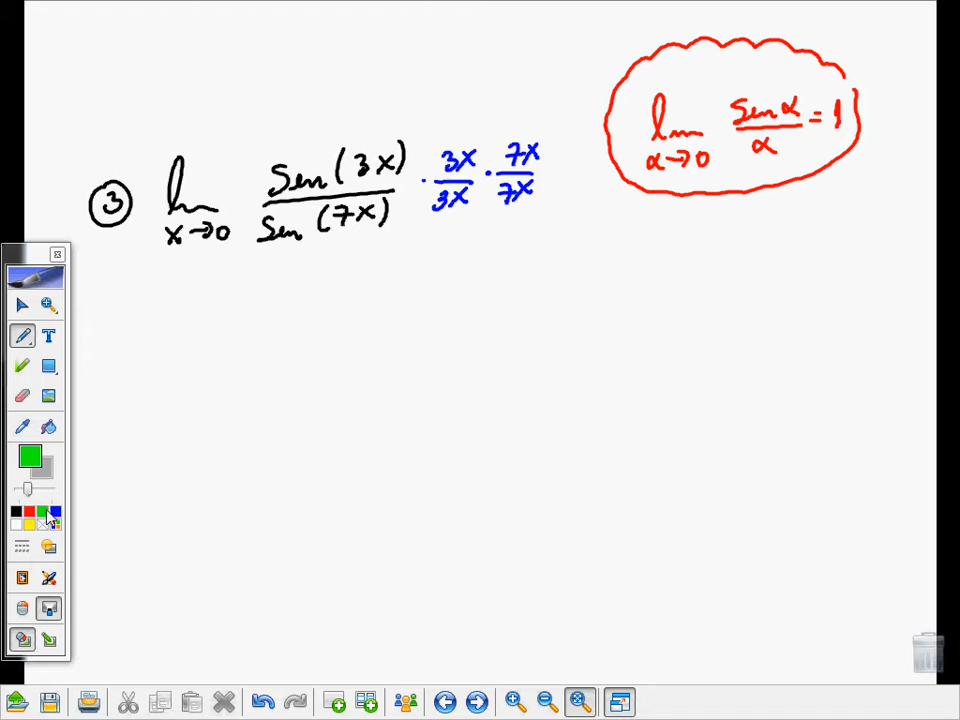 ③ lim x→0 Sen(3x)/Sen(7x) · 3x/3x · 7x/7x
lim α→0 Sen α/α = 1
T